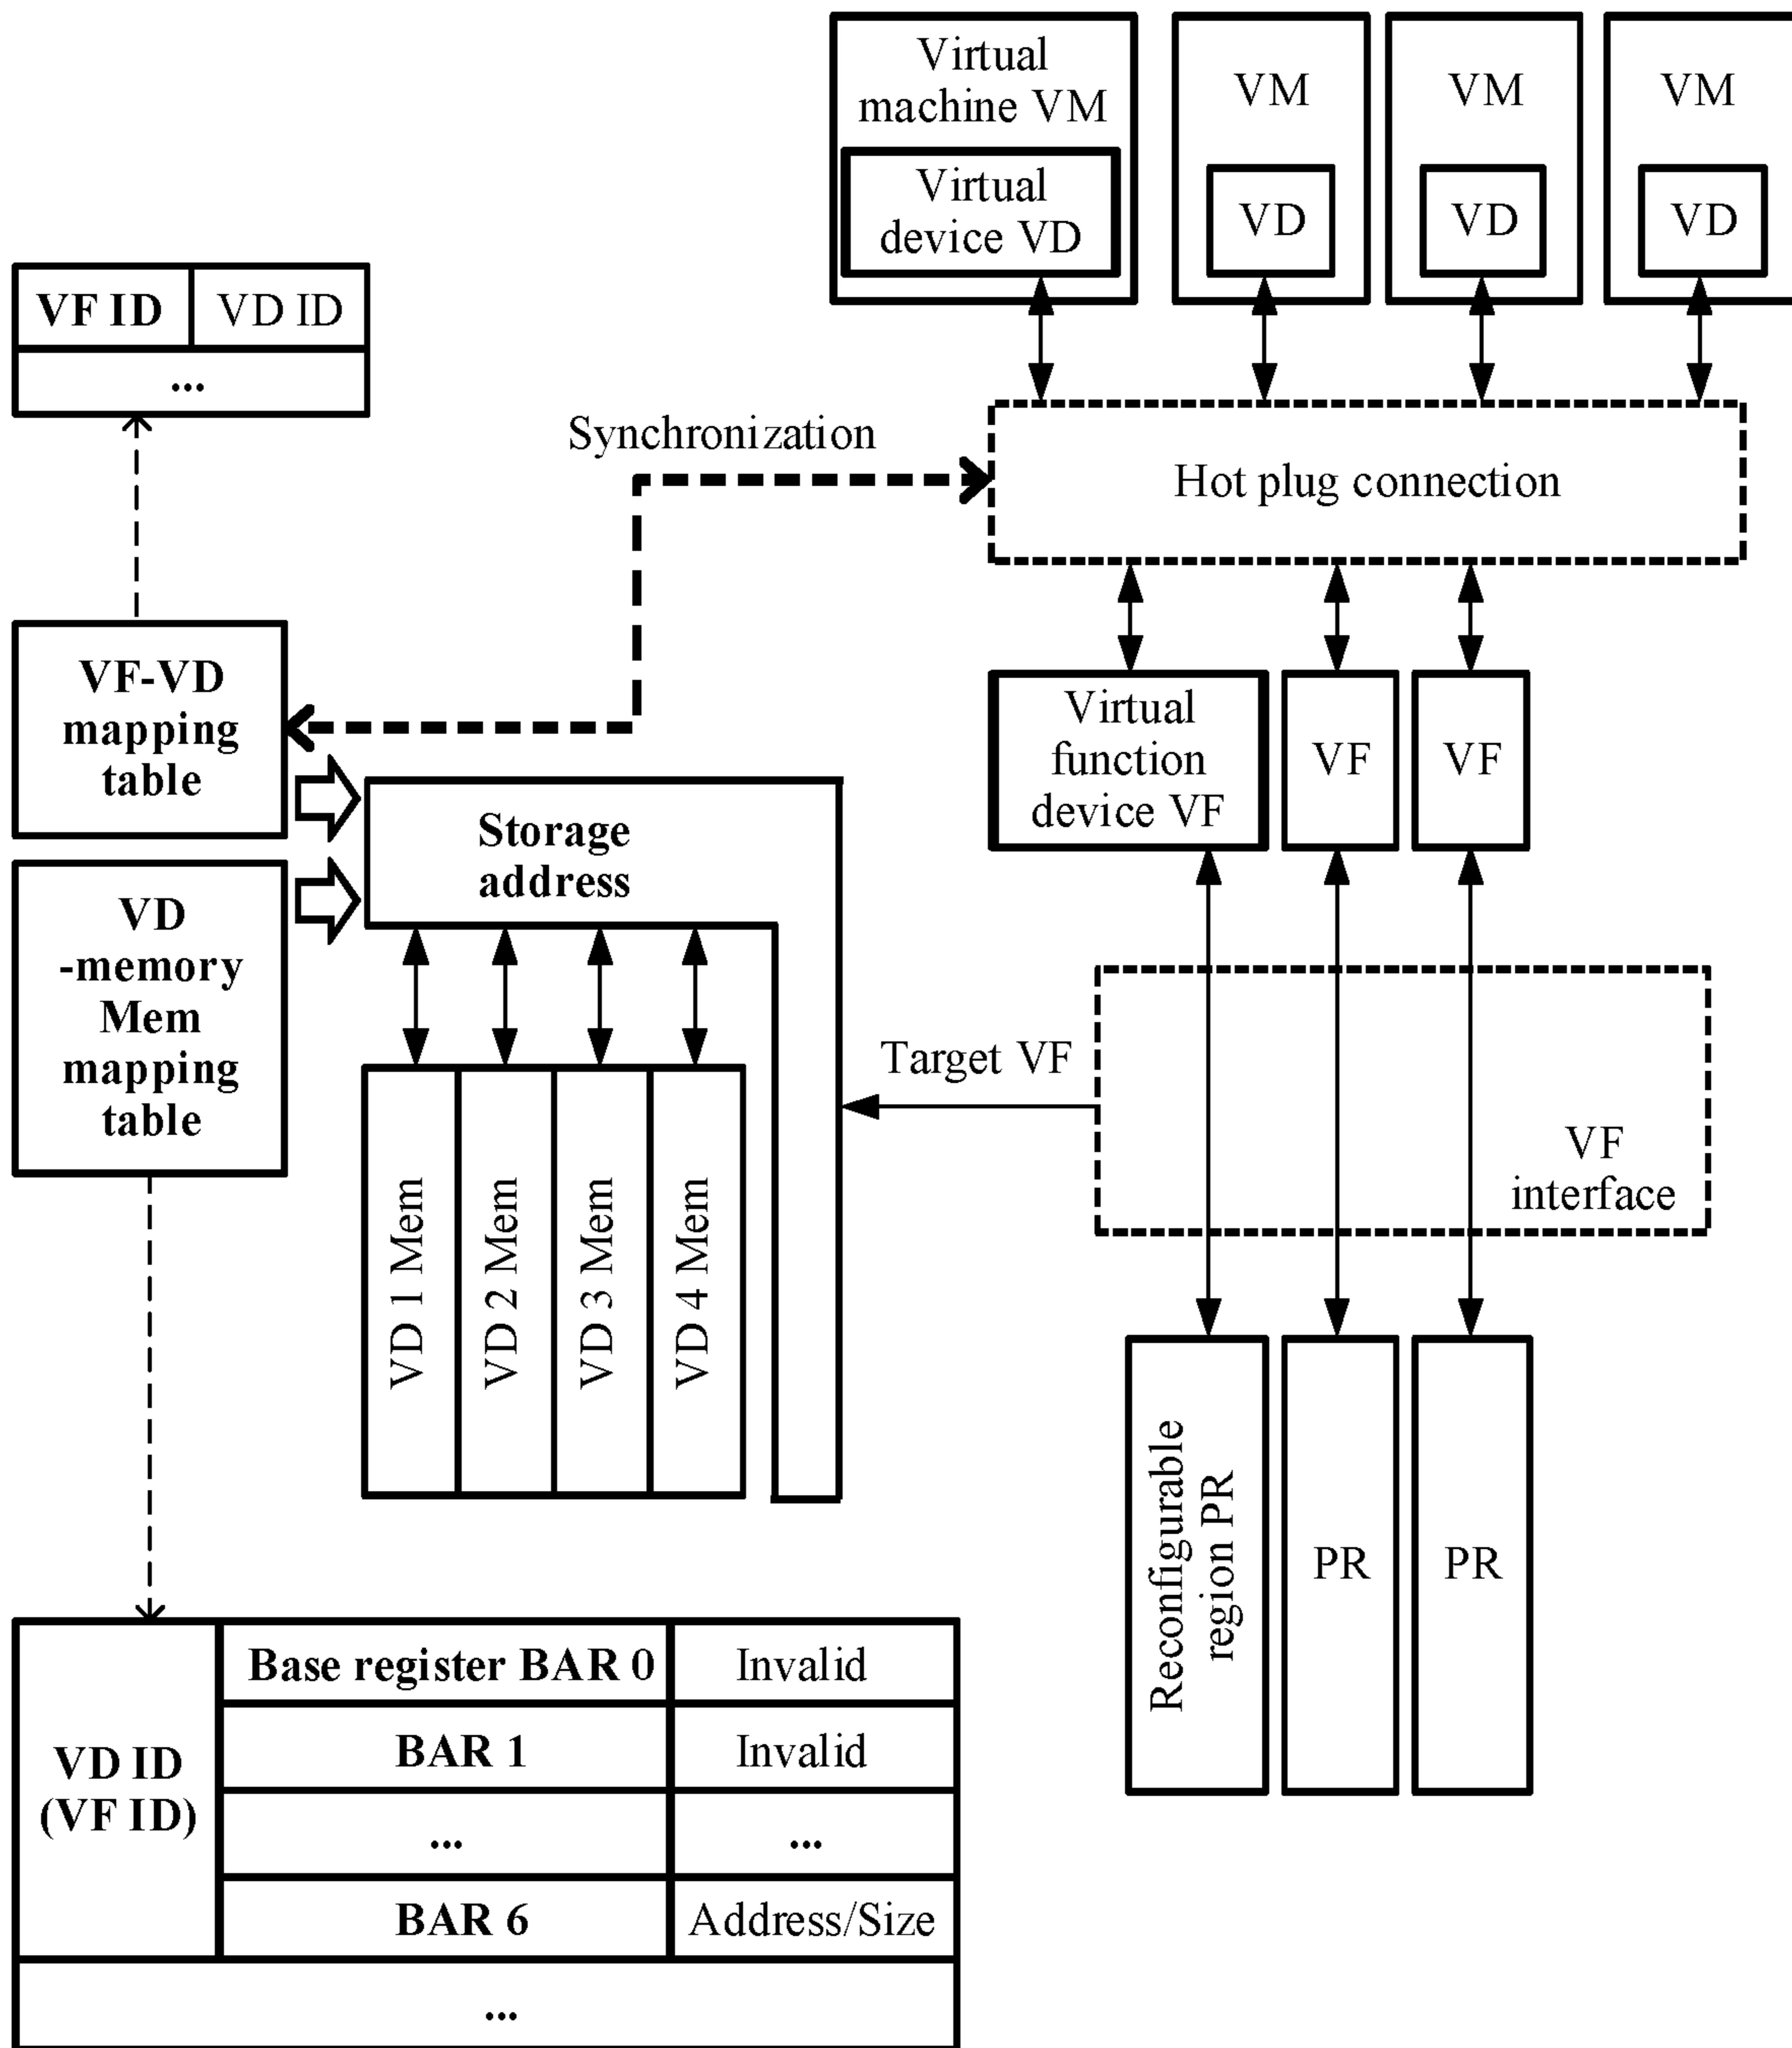 Virtual
machine VM
Virtual
device VD
VM
VD
VM
VD
VM
VD
VF ID
VD ID
...
Synchronization
Hot plug connection
VF-VD
mapping
table
Virtual
function
device VF
VF
VF
Storage
address
VD
-memory
Mem
mapping
table
Target VF
VF
interface
VD 1 Mem
VD 2 Mem
VD 3 Mem
VD 4 Mem
Reconfigurable
region PR
PR
PR
VD ID
(VF ID)
Base register BAR 0
Invalid
BAR 1
Invalid
...
...
BAR 6
Address/Size
...